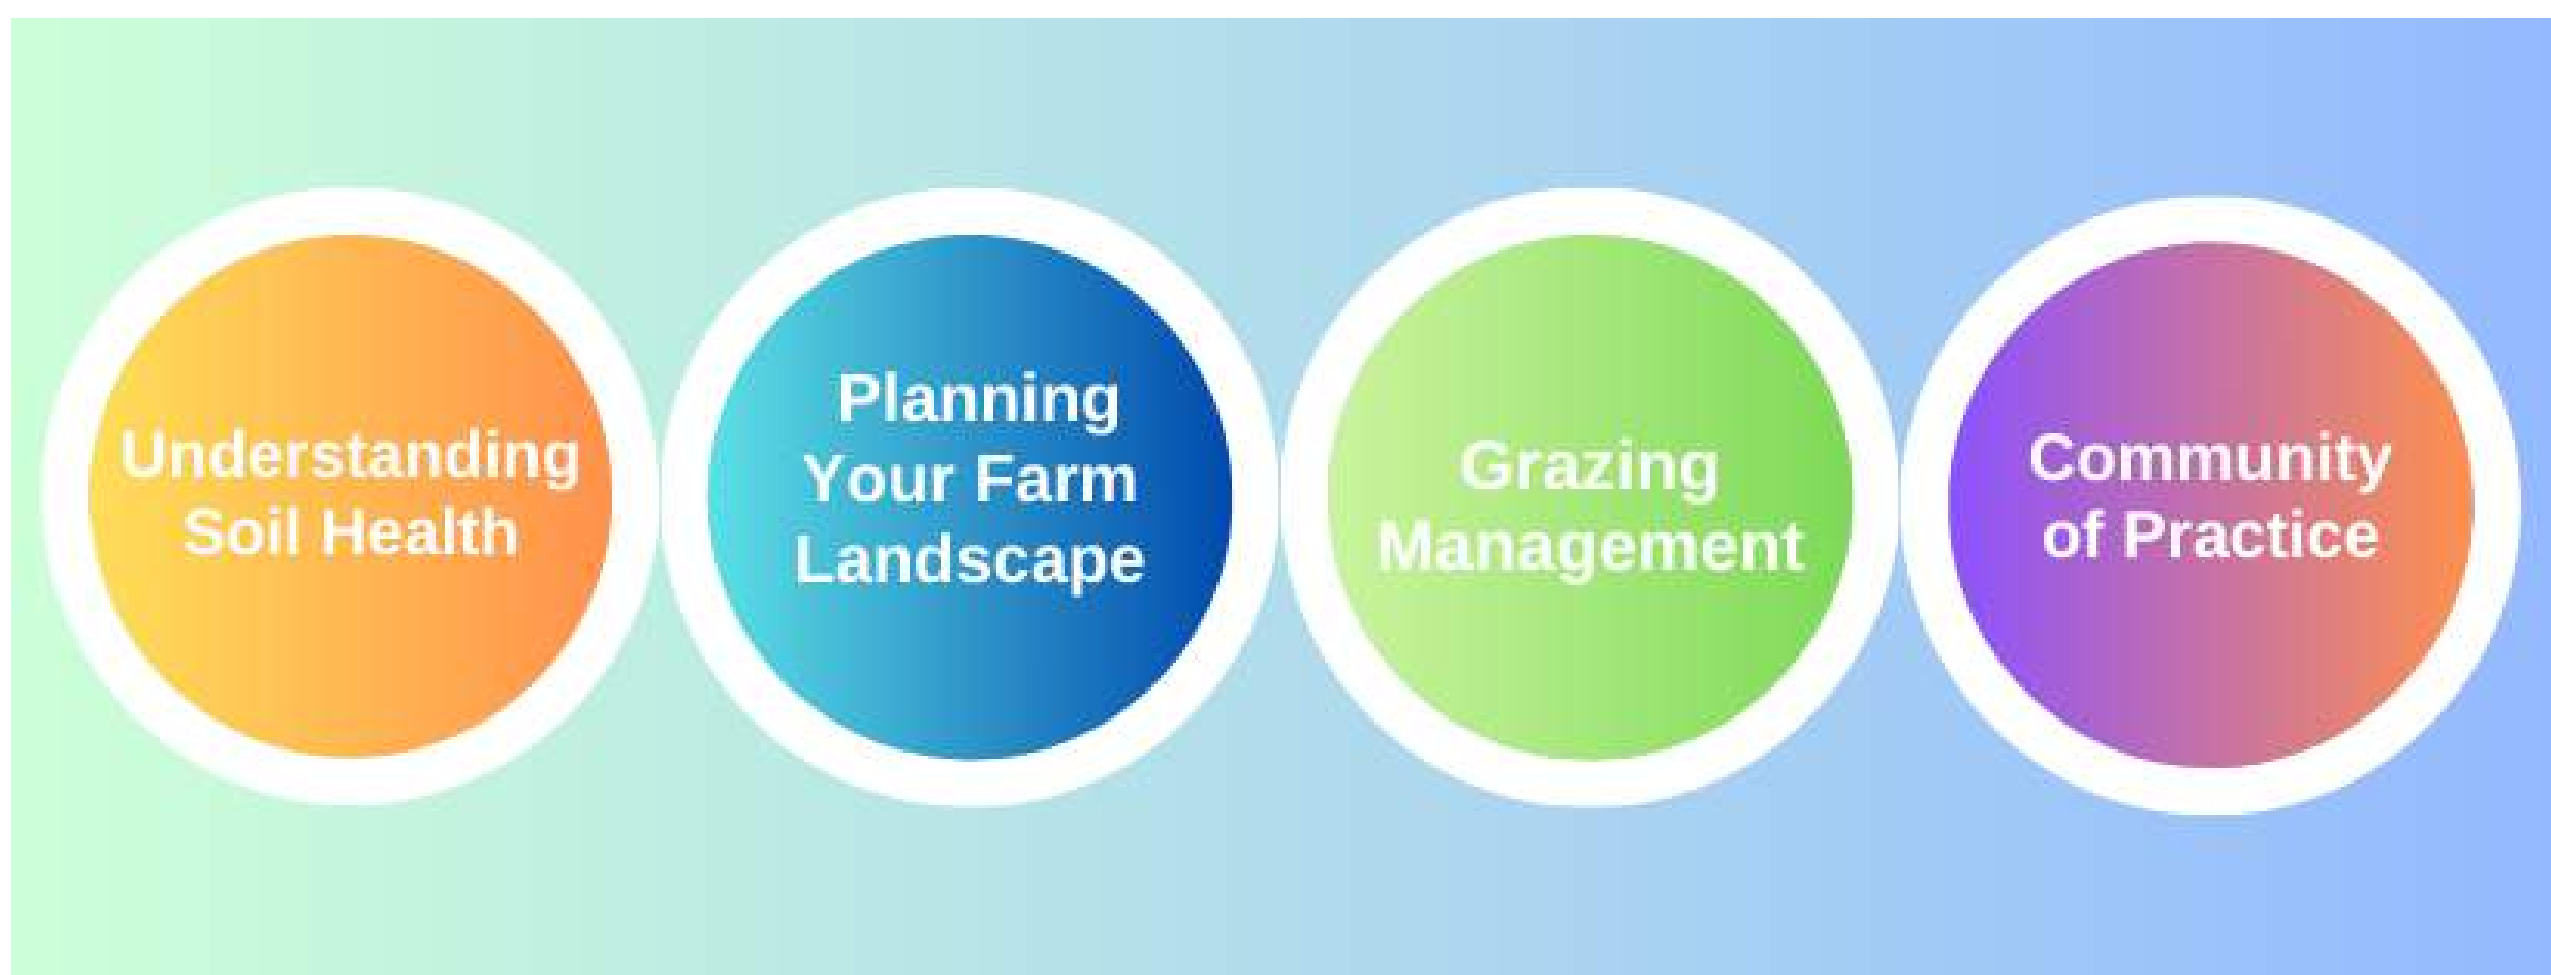 Understanding
Soil Health
Planning
Your Farm
Landscape
Grazing
Management
Community
of Practice